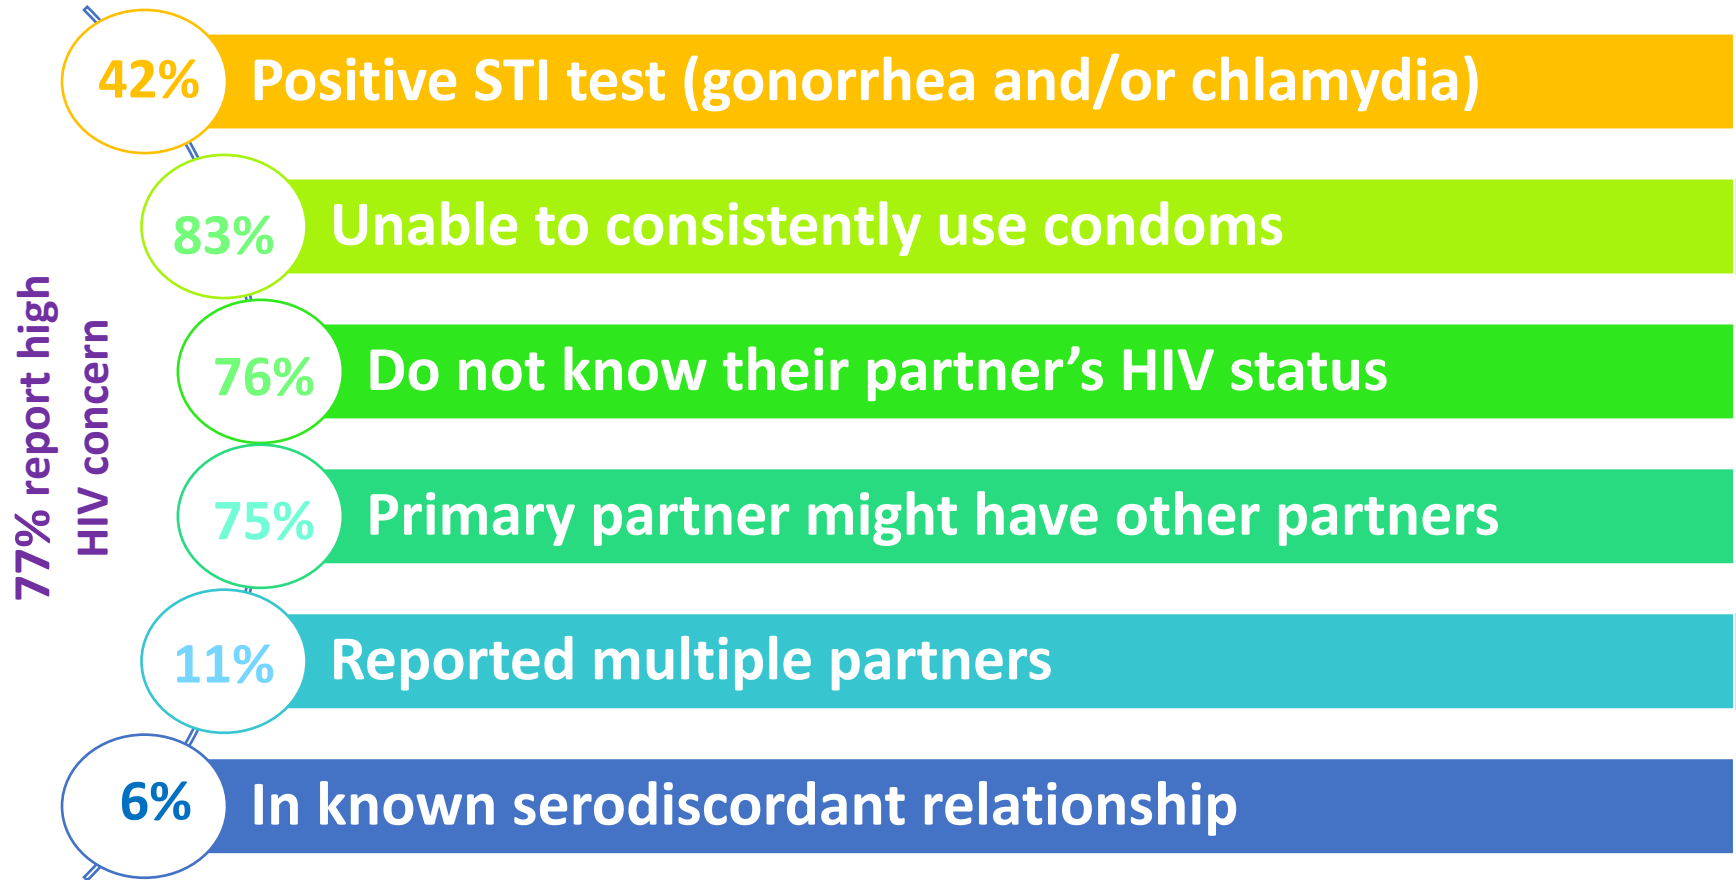 42% Positive STI test (gonorrhea and/or chlamydia)
83% Unable to consistently use condoms
76% Do not know their partner’s HIV status
75% Primary partner might have other partners
11% Reported multiple partners
6% In known serodiscordant relationship
77% report high
HIV concern